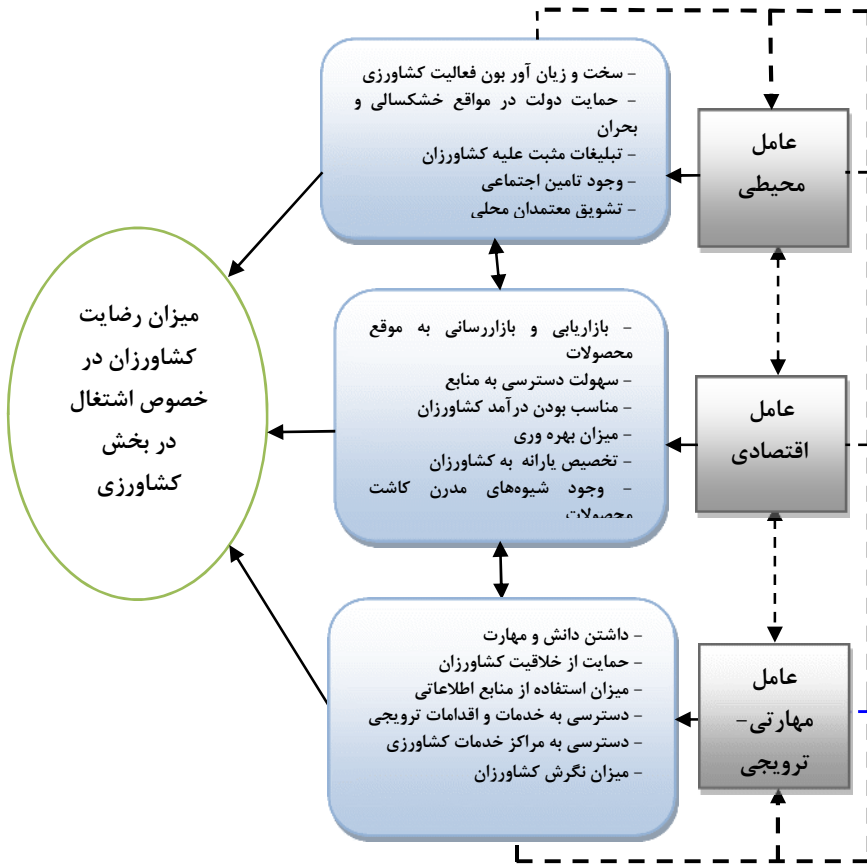 - سخت و زیان آور بون فعالیت کشاورزی
- حمایت دولت در مواقع خشکسالی و
بحران
- تبلیغات مثبت علیه کشاورزان
- وجود تامین اجتماعی
- تشویق معتمدان محلی
عامل
محیطی
میزان رضایت
کشاورزان در
خصوص اشتغال
در بخش
کشاورزی
- بازاریابی و بازاررسانی به موقع
محصولات
- سهولت دسترسی به منابع
- مناسب بودن درآمد کشاورزان
- میزان بهره وری
- تخصیص یارانه به کشاورزان
- وجود شیوه‌های مدرن کاشت
محصولات
عامل
اقتصادی
- داشتن دانش و مهارت
- حمایت از خلاقیت کشاورزان
- میزان استفاده از منابع اطلاعاتی
- دسترسی به خدمات و اقدامات ترویجی
- دسترسی به مراکز خدمات کشاورزی
- میزان نگرش کشاورزان
عامل
مهارتی-
ترویجی